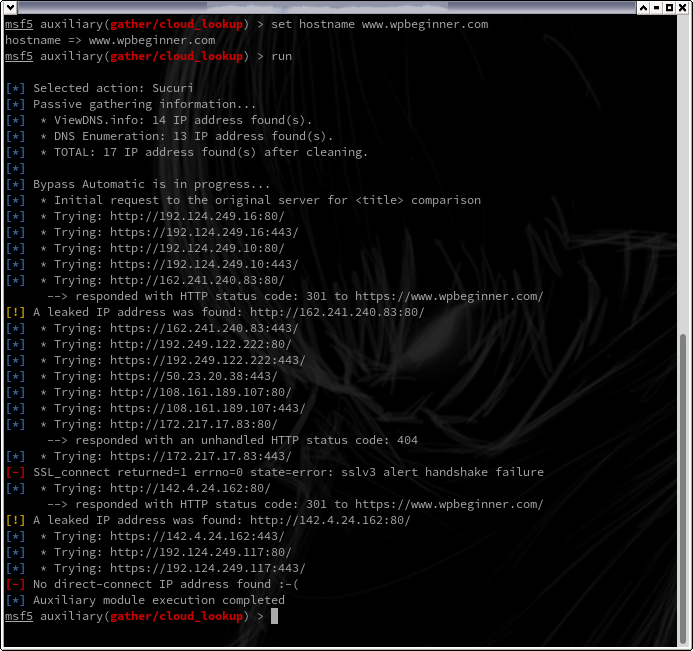 msf5 auxiliary(gather/cloud_lookup) > set hostname www.wpbeginner.com
hostname => www.wpbeginner.com
msf5 auxiliary(gather/cloud_lookup) > run
[*] Selected action: Sucuri
[*] Passive gathering information...
[*]  * ViewDNS.info: 14 IP address found(s).
[*]  * DNS Enumeration: 13 IP address found(s).
[*]  * TOTAL: 17 IP address found(s) after cleaning.
[*]
[*] Bypass Automatic is in progress...
[*]  * Initial request to the original server for <title> comparison
[*]  * Trying: http://192.124.249.16:80/
[*]  * Trying: https://192.124.249.16:443/
[*]  * Trying: http://192.124.249.10:80/
[*]  * Trying: https://192.124.249.10:443/
[*]  * Trying: http://162.241.240.83:80/
--> responded with HTTP status code: 301 to https://www.wpbeginner.com/
[!] A leaked IP address was found: http://162.241.240.83:80/
[*]  * Trying: https://162.241.240.83:443/
[*]  * Trying: http://192.249.122.222:80/
[*]  * Trying: https://192.249.122.222:443/
[*]  * Trying: https://50.23.20.38:443/
[*]  * Trying: http://108.161.189.107:80/
[*]  * Trying: https://108.161.189.107:443/
[*]  * Trying: http://172.217.17.83:80/
--> responded with an unhandled HTTP status code: 404
[*]  * Trying: https://172.217.17.83:443/
[-] SSL_connect returned=1 errno=0 state=error: sslv3 alert handshake failure
[*]  * Trying: http://142.4.24.162:80/
--> responded with HTTP status code: 301 to https://www.wpbeginner.com/
[!] A leaked IP address was found: http://142.4.24.162:80/
[*]  * Trying: https://142.4.24.162:443/
[*]  * Trying: http://192.124.249.117:80/
[*]  * Trying: https://192.124.249.117:443/
[-] No direct-connect IP address found :-(
[*] Auxiliary module execution completed
msf5 auxiliary(gather/cloud_lookup) >